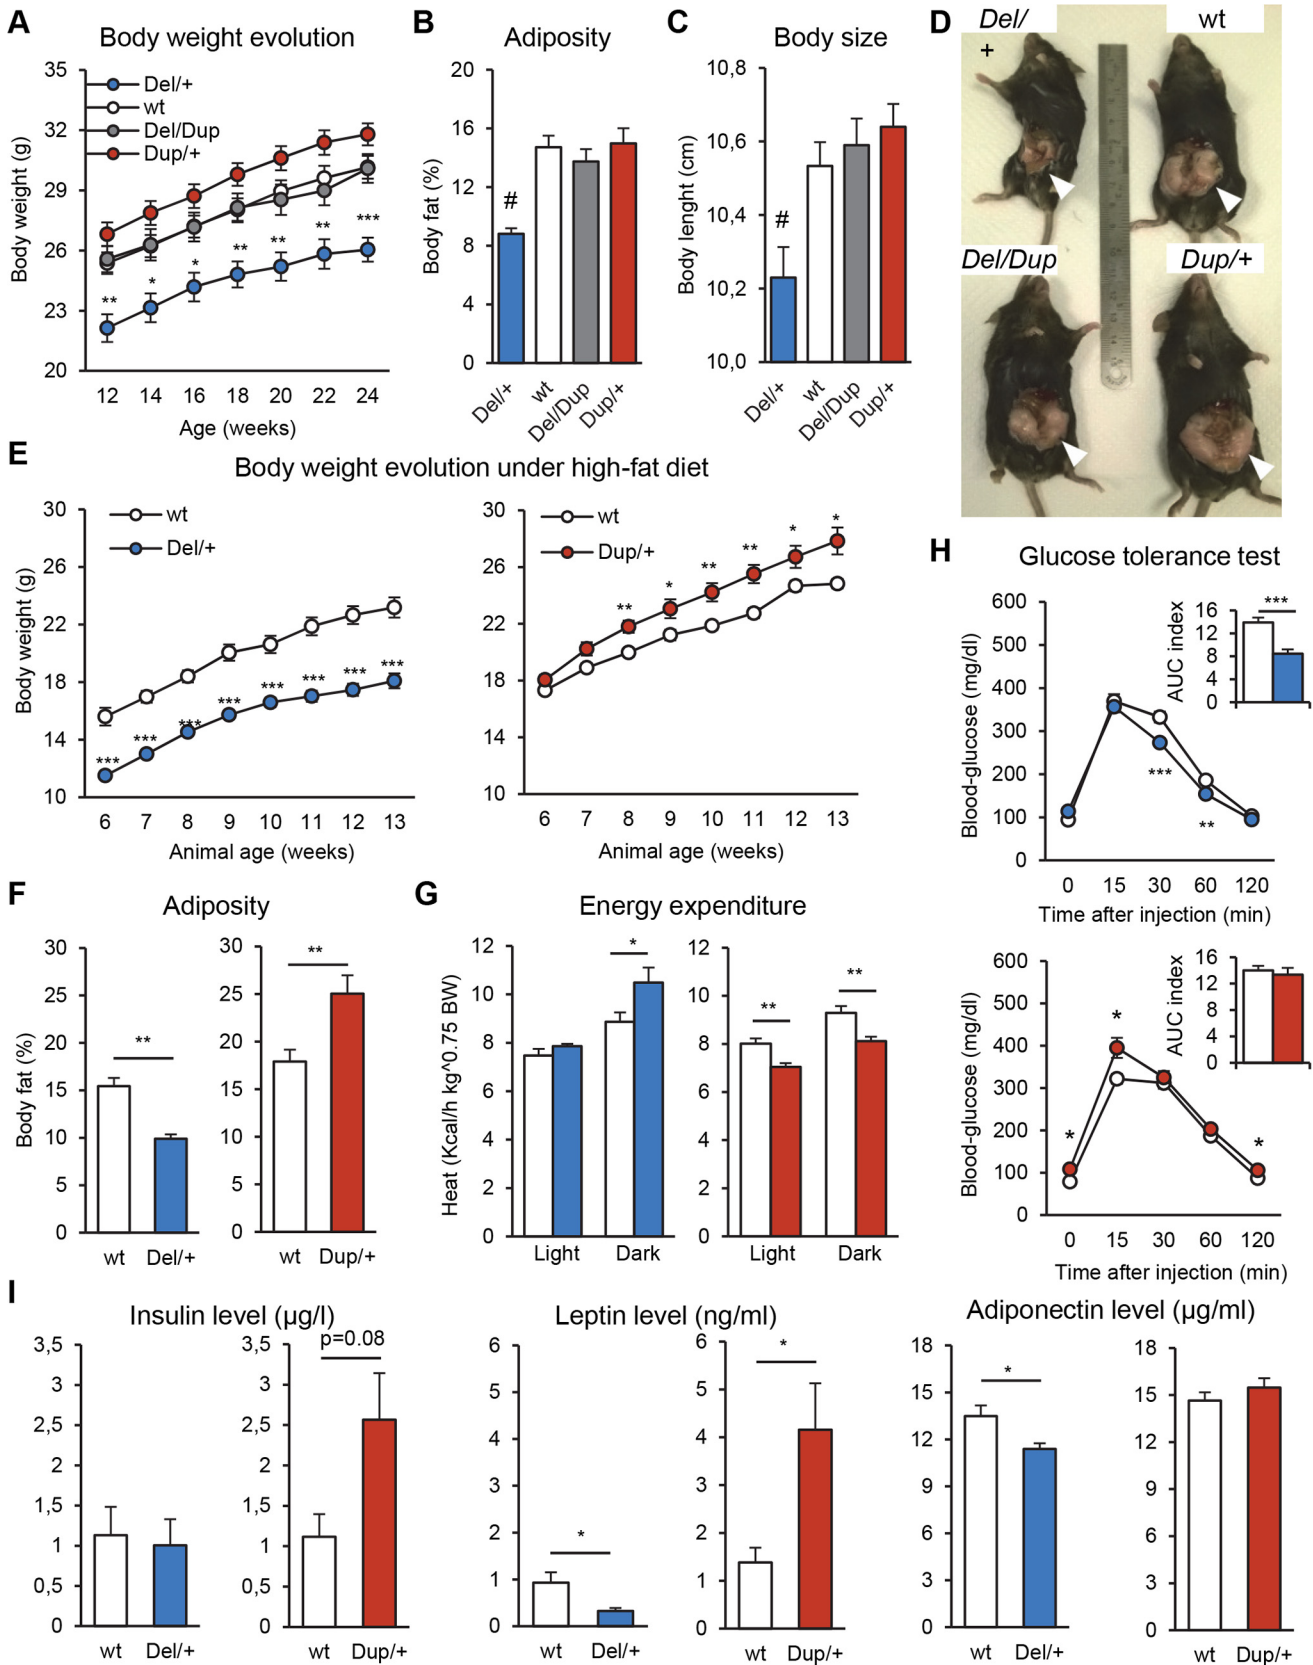 A
Body weight evolution
Body weight (g)
35
32
29
26
23
20
Del/+
wt
Del/Dup
Dup/+
**
*
*
**
**
**
***
12 14 16 18 20 22 24
Age (weeks)
B
Adiposity
Body fat (%)
20
16
12
8
4
0
#
Del/+
wt
Del/Dup
Dup/+
C
Body size
Body lenght (cm)
10,8
10,6
10,4
10,2
10,0
#
Del/+
wt
Del/Dup
Dup/+
D
Del/
+
wt
Del/Dup
Dup/+
E
Body weight evolution under high-fat diet
Body weight (g)
30
26
22
18
14
10
wt
Del/+
***
***
***
***
***
***
***
***
6 7 8 9 10 11 12 13
Animal age (weeks)
30
26
22
18
14
10
wt
Dup/+
**
*
**
**
*
*
6 7 8 9 10 11 12 13
Animal age (weeks)
F
Adiposity
Body fat (%)
30
25
20
15
10
5
0
**
wt Del/+
30
25
20
15
10
5
0
**
wt Dup/+
G
Energy expenditure
Heat (Kcal/h kg^0.75 BW)
12
10
8
6
4
2
0
*
Light Dark
12
10
8
6
4
2
0
**
**
Light Dark
H
Glucose tolerance test
Blood-glucose (mg/dl)
600
500
400
300
200
100
0
***
**
AUC index
16
12
8
4
0
***
0 15 30 60 120
Time after injection (min)
Blood-glucose (mg/dl)
600
500
400
300
200
100
0
*
*
*
AUC index
16
12
8
4
0
0 15 30 60 120
Time after injection (min)
I
Insulin level (µg/l)
3,5
3
2,5
2
1,5
1
0,5
0
wt Del/+
3,5
3
2,5
2
1,5
1
0,5
0
p=0.08
wt Dup/+
Leptin level (ng/ml)
6
5
4
3
2
1
0
*
wt Del/+
6
5
4
3
2
1
0
*
wt Dup/+
Adiponectin level (µg/ml)
18
15
12
9
6
3
0
*
wt Del/+
18
15
12
9
6
3
0
wt Dup/+